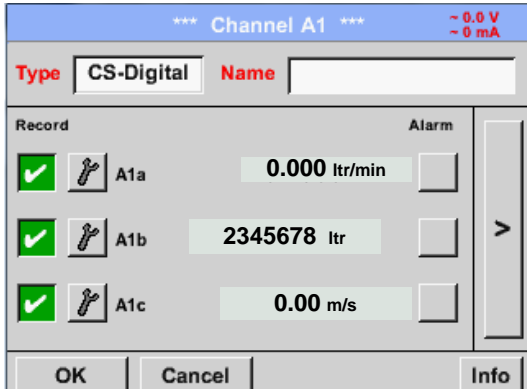 *** Channel A1 ***
~ 0.0 V
~ 0 mA
Type CS-Digital Name
Record Alarm
A1a 0.000 ltr/min
A1b 2345678 ltr
A1c 0.00 m/s
>
OK Cancel Info